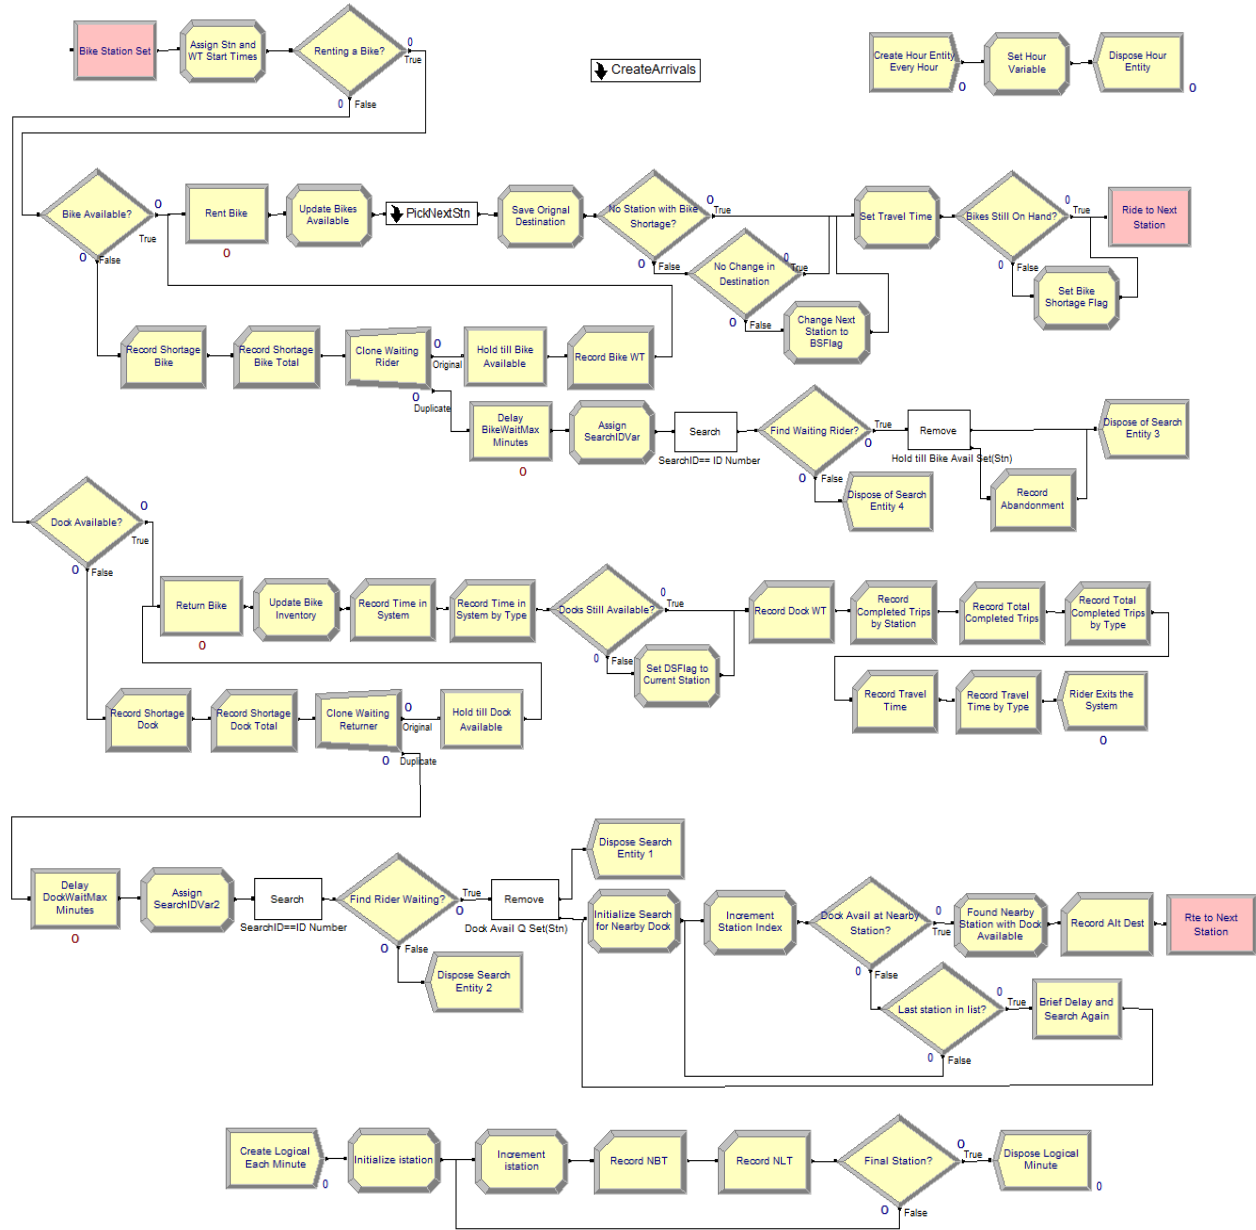 Bike Station Set
Assign Stn and
WT Start Times
Renting a Bike?
0
True
0
False
CreateArrivals
Create Hour Entity
Every Hour
0
Set Hour
Variable
Dispose Hour
Entity
0
Bike Available?
0
True
0
False
Rent Bike
0
Update Bikes
Available
PickNextStn
Save Orignal
Destination
No Station with Bike
Shortage?
0
True
0
False
No Change in
Destination
0
True
0
False
Change Next
Station to
BSFlag
Set Travel Time
Bikes Still On Hand?
0
True
0
False
Set Bike
Shortage Flag
Ride to Next
Station
Record Shortage
Bike
Record Shortage
Bike Total
Clone Waiting
Rider
0
Original
0
Duplicate
Hold till Bike
Available
Record Bike WT
Delay
BikeWaitMax
Minutes
0
Assign
SearchIDVar
Search
SearchID== ID Number
Find Waiting Rider?
True
0
0
False
Dispose of Search
Entity 4
Remove
Hold till Bike Avail Set(Stn)
Record
Abandonment
Dispose of Search
Entity 3
Dock Available?
0
True
0
False
Return Bike
0
Update Bike
Inventory
Record Time in
System
Record Time in
System by Type
Docks Still Available?
0
True
0
False
Set DSFlag to
Current Station
Record Dock WT
Record
Completed Trips
by Station
Record Total
Completed Trips
Record Total
Completed Trips
by Type
Record Travel
Time
Record Travel
Time by Type
Rider Exits the
System
0
Record Shortage
Dock
Record Shortage
Dock Total
Clone Waiting
Returner
0
Original
0
Duplicate
Hold till Dock
Available
Delay
DockWaitMax
Minutes
0
Assign
SearchIDVar2
Search
SearchID==ID Number
Find Rider Waiting?
True
0
0
False
Dispose Search
Entity 2
Remove
Dock Avail Q Set(Stn)
Dispose Search
Entity 1
Initialize Search
for Nearby Dock
Increment
Station Index
Dock Avail at Nearby
Station?
0
True
0
False
Found Nearby
Station with Dock
Available
Record Alt Dest
Rte to Next
Station
Last station in list?
0
True
0
False
Brief Delay and
Search Again
Create Logical
Each Minute
0
Initialize istation
Increment
istation
Record NBT
Record NLT
Final Station?
0
True
0
False
Dispose Logical
Minute
0